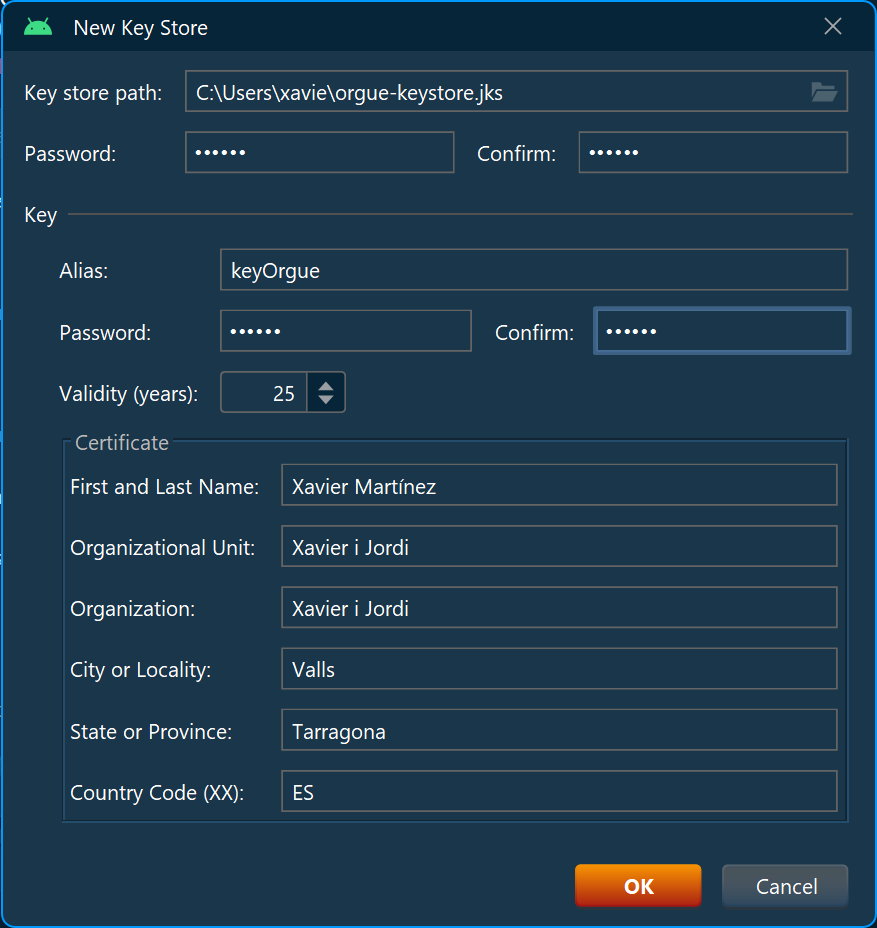 New Key Store
Key store path: C:\Users\xavie\orgue-keystore.jks
Password: •••••• Confirm: ••••••
Key
Alias: keyOrgue
Password: •••••• Confirm: ••••••
Validity (years): 25
Certificate
First and Last Name: Xavier Martínez
Organizational Unit: Xavier i Jordi
Organization: Xavier i Jordi
City or Locality: Valls
State or Province: Tarragona
Country Code (XX): ES
OK Cancel